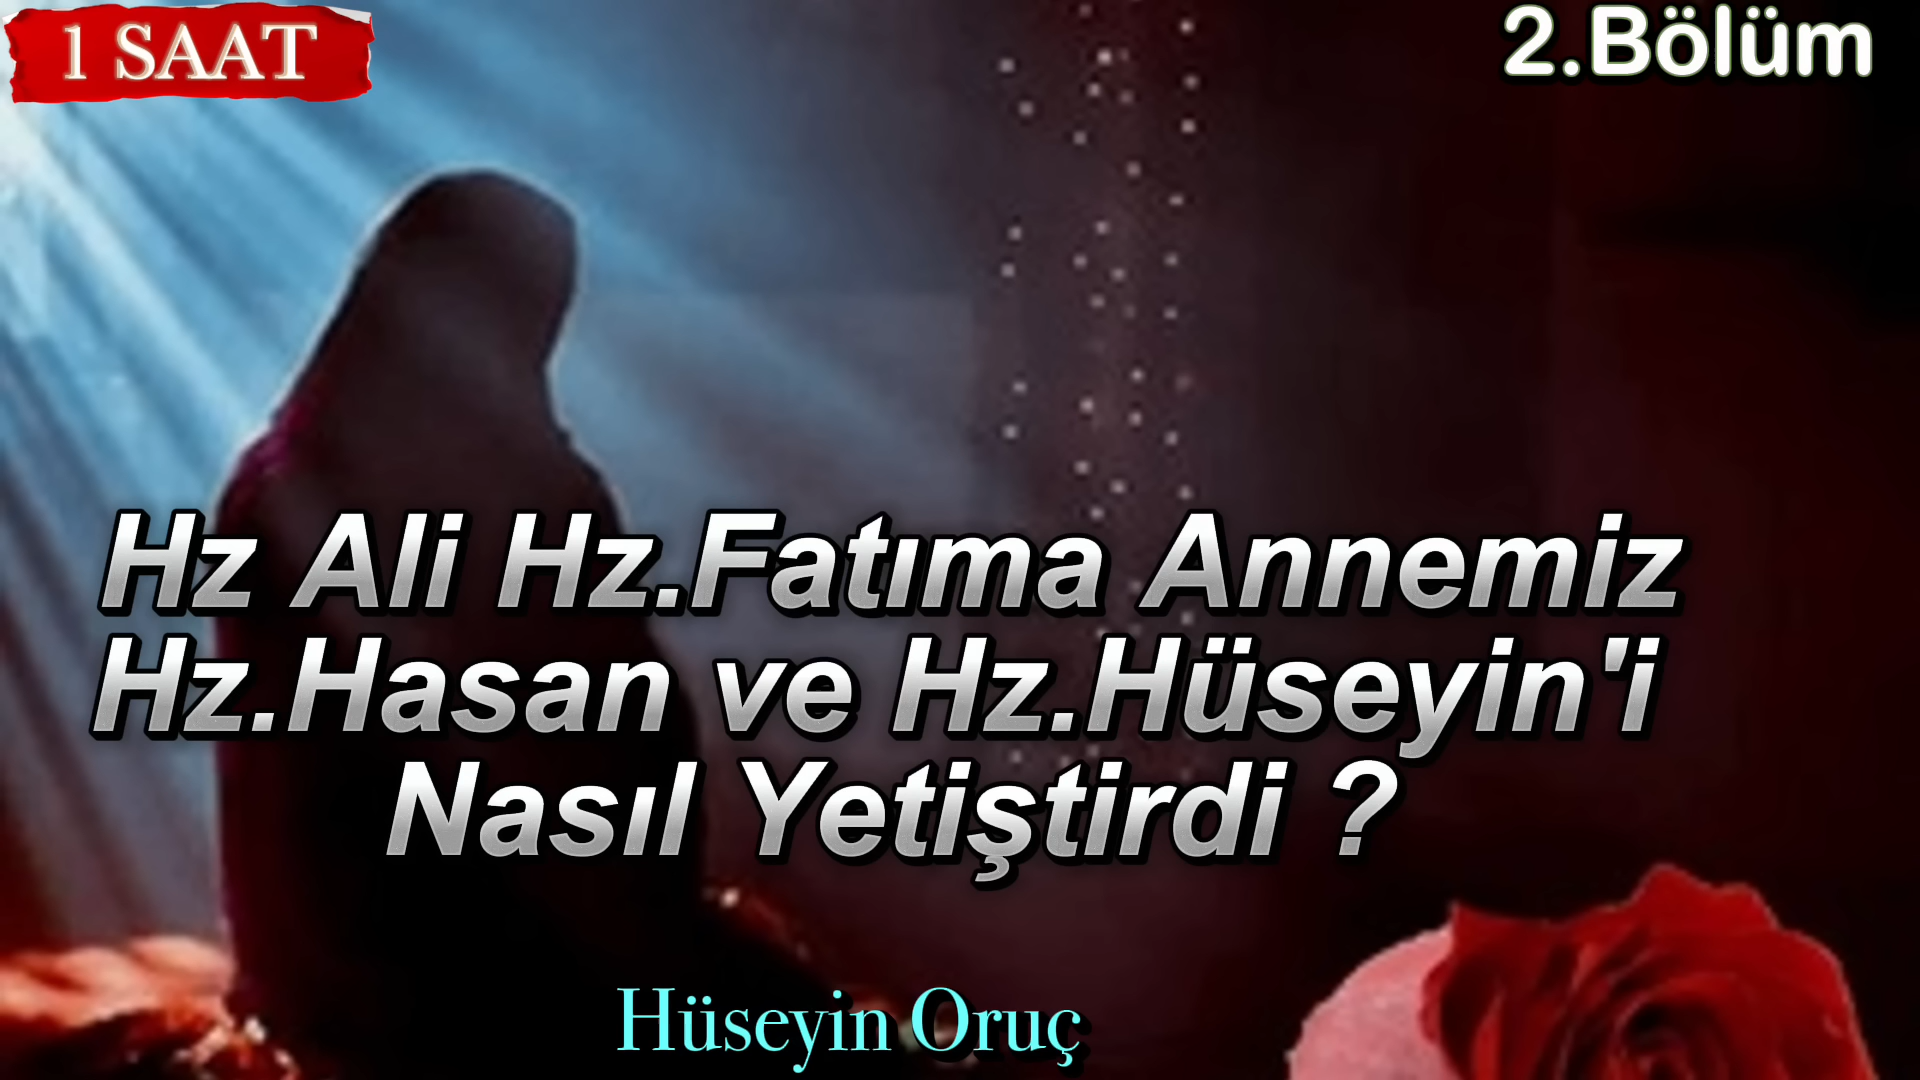 1 SAAT
2.Bölüm
Hz Ali Hz.Fatıma Annemiz
Hz.Hasan ve Hz.Hüseyin'i
Nasıl Yetiştirdi ?
Hüseyin Oruç